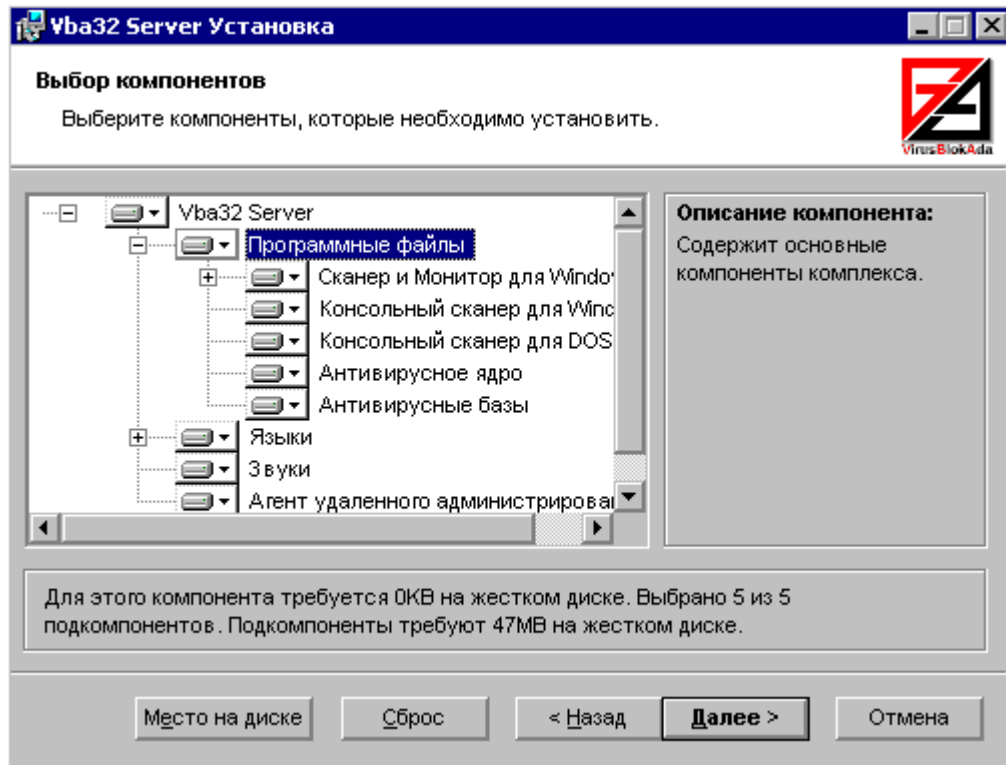 Vba32 Server Установка
Выбор компонентов
Выберите компоненты, которые необходимо установить.
VirusBlokAda
Vba32 Server
Программные файлы
Сканер и Монитор для Windo
Консольный сканер для Winc
Консольный сканер для DOS
Антивирусное ядро
Антивирусные базы
Языки
Звуки
Агент удаленного администрирова
Описание компонента:
Содержит основные
компоненты комплекса.
Для этого компонента требуется 0KB на жестком диске. Выбрано 5 из 5
подкомпонентов. Подкомпоненты требуют 47MB на жестком диске.
Место на диске
Сброс
< Назад
Далее >
Отмена